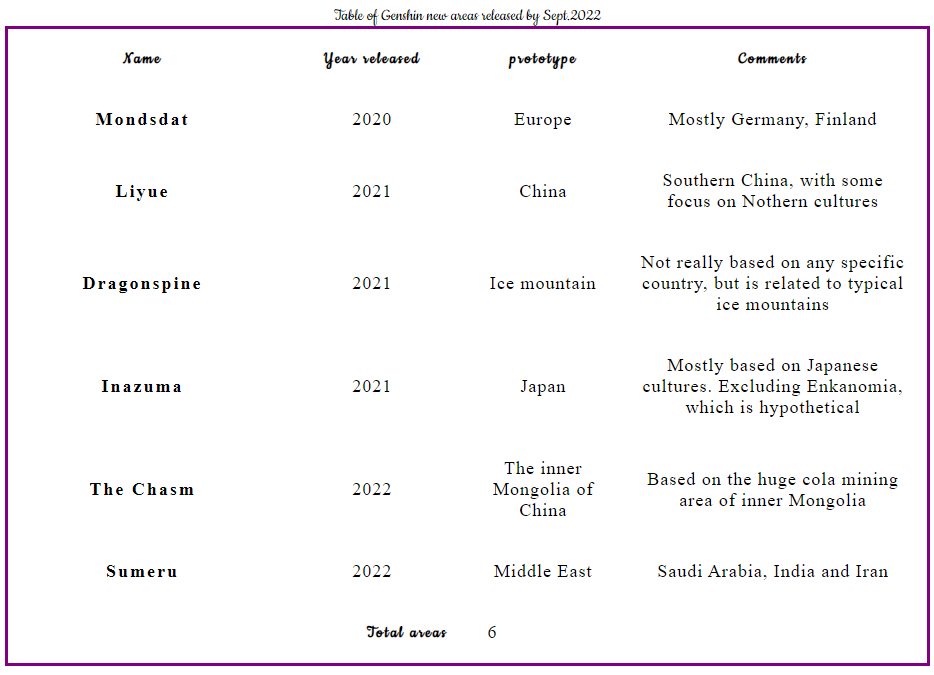 Table of Genshin new areas released by Sept.2022
Name Year released prototype Comments
Mondsdat 2020 Europe Mostly Germany, Finland
Liyue 2021 China Southern China, with some
focus on Nothern cultures
Dragonspine 2021 Ice mountain Not really based on any specific
country, but is related to typical
ice mountains
Inazuma 2021 Japan Mostly based on Japanese
cultures. Excluding Enkanomia,
which is hypothetical
The Chasm 2022 The inner
Mongolia of
China
Based on the huge cola mining
area of inner Mongolia
Sumeru 2022 Middle East Saudi Arabia, India and Iran
Total areas 6